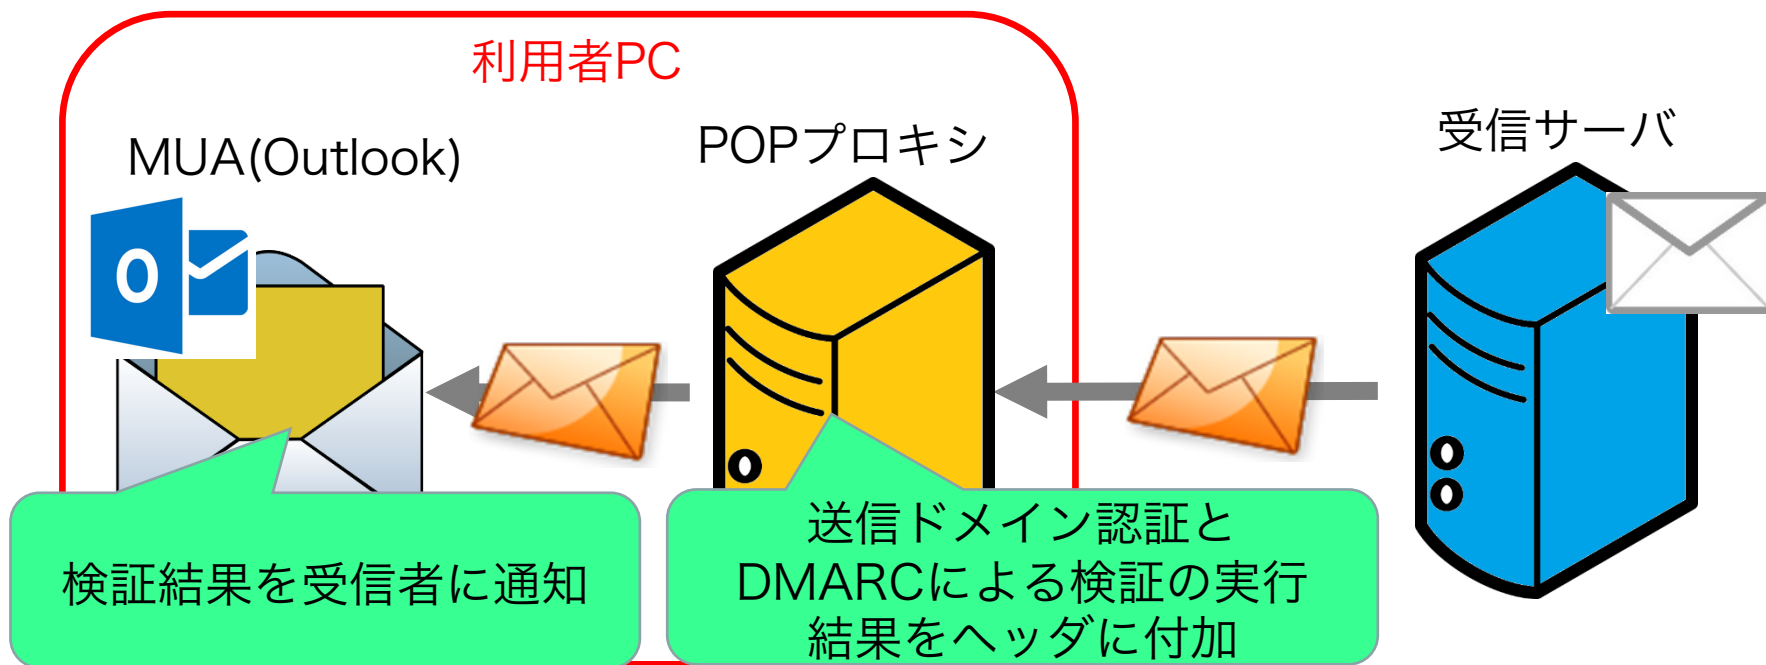 利用者PC
MUA(Outlook)
POPプロキシ
受信サーバ
検証結果を受信者に通知
送信ドメイン認証と
DMARCによる検証の実行
結果をヘッダに付加